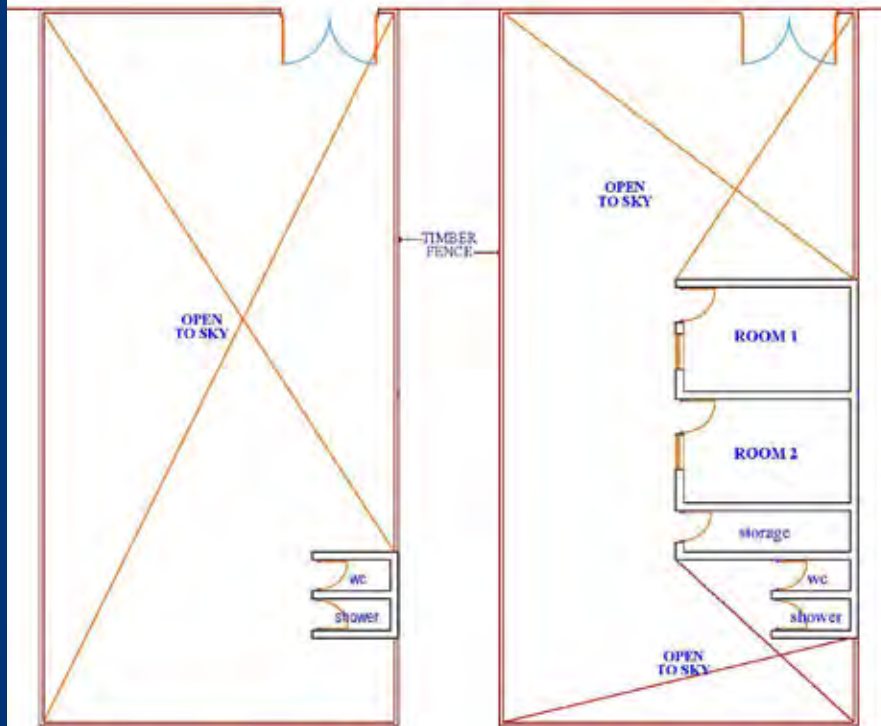 OPEN
TO SKY
wc
shower
TIMBER
FENCE
OPEN
TO SKY
ROOM 1
ROOM 2
storage
wc
shower
OPEN
TO SKY